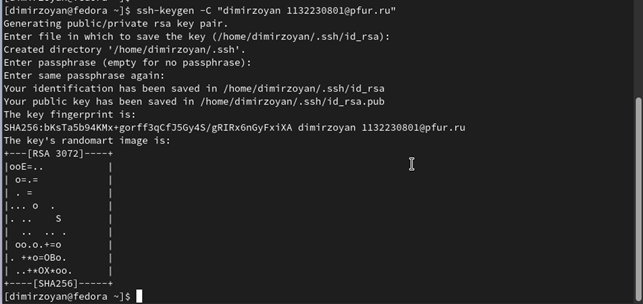 [dimirzoyan@fedora ~]$ ssh-keygen -C "dimirzoyan 1132230801@pfur.ru"
Generating public/private rsa key pair.
Enter file in which to save the key (/home/dimirzoyan/.ssh/id_rsa):
Created directory '/home/dimirzoyan/.ssh'.
Enter passphrase (empty for no passphrase):
Enter same passphrase again:
Your identification has been saved in /home/dimirzoyan/.ssh/id_rsa
Your public key has been saved in /home/dimirzoyan/.ssh/id_rsa.pub
The key fingerprint is:
SHA256:bKsTa5b94KMx+gorff3qCfJ5Gy4S/gRIRx6nGyFxiXA dimirzoyan 1132230801@pfur.ru
The key's randomart image is:
+---[RSA 3072]----+
|ooE=..           |
| o=.=            |
| . =             |
|... o  .         |
|. ..    S        |
|  ..  .. .       |
| oo.o.+=o        |
|. +*o=OBo.       |
| ..+*OX*oo.      |
+----[SHA256]-----+
[dimirzoyan@fedora ~]$